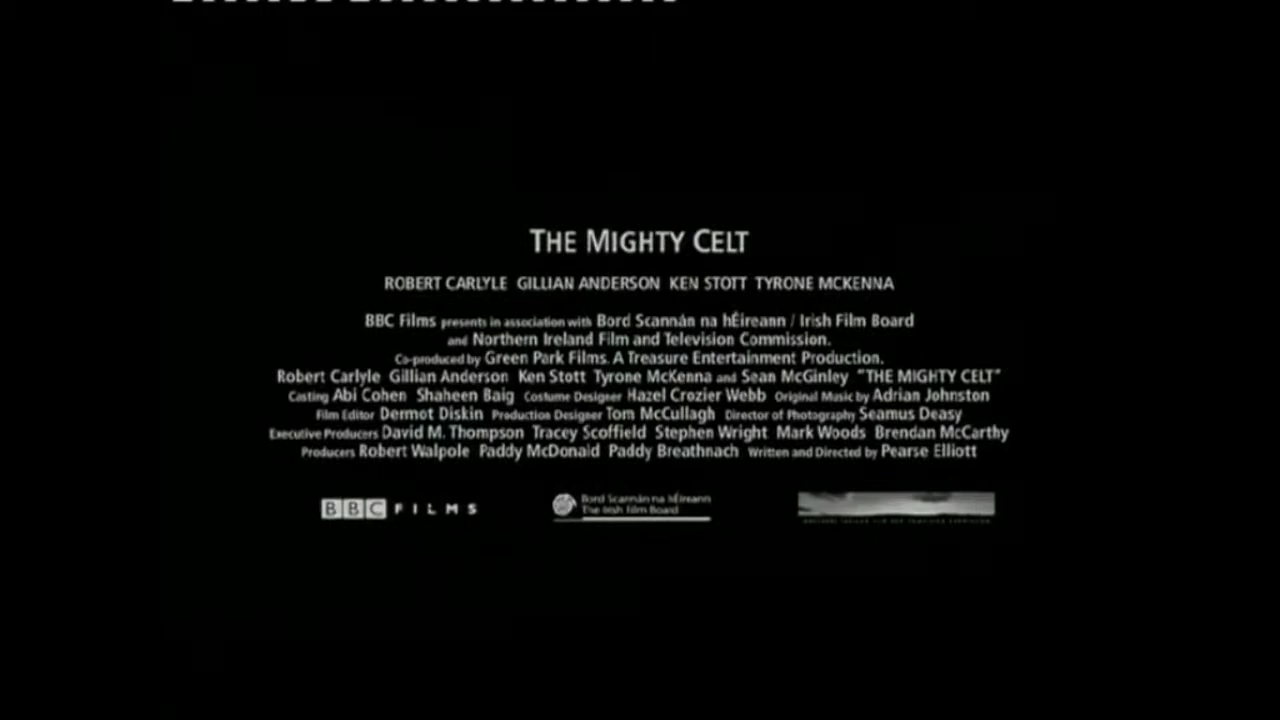 THE MIGHTY CELT
ROBERT CARLYLE GILLIAN ANDERSON KEN STOTT TYRONE MCKENNA
BBC Films presents in association with Bord Scannán na hÉireann / Irish Film Board
and Northern Ireland Film and Television Commission.
Co-produced by Green Park Films. A Treasure Entertainment Production.
Robert Carlyle Gillian Anderson Ken Stott Tyrone McKenna and Sean McGinley "THE MIGHTY CELT"
Casting Abi Cohen Shaheen Baig Costume Designer Hazel Crozier Webb Original Music by Adrian Johnston
Film Editor Dermot Diskin Production Designer Tom McCullagh Director of Photography Seamus Deasy
Executive Producers David M. Thompson Tracey Scoffield Stephen Wright Mark Woods Brendan McCarthy
Producers Robert Walpole Paddy McDonald Paddy Breathnach Written and Directed by Pearse Elliott
BBC FILMS
Bord Scannán na hÉireann
The Irish Film Board